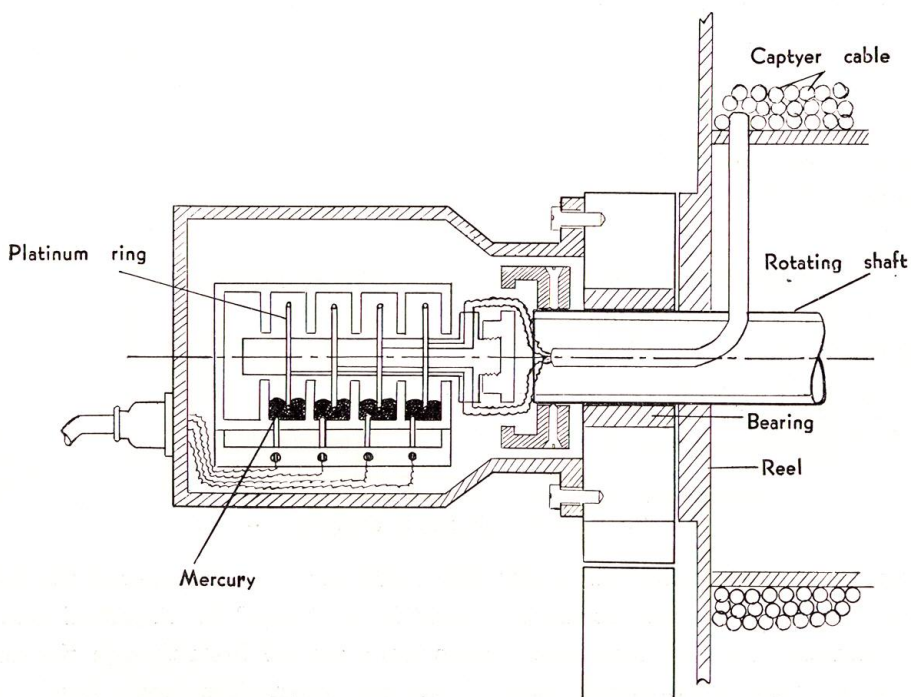 Captyer cable
Platinum ring
Rotating shaft
Bearing
Reel
Mercury